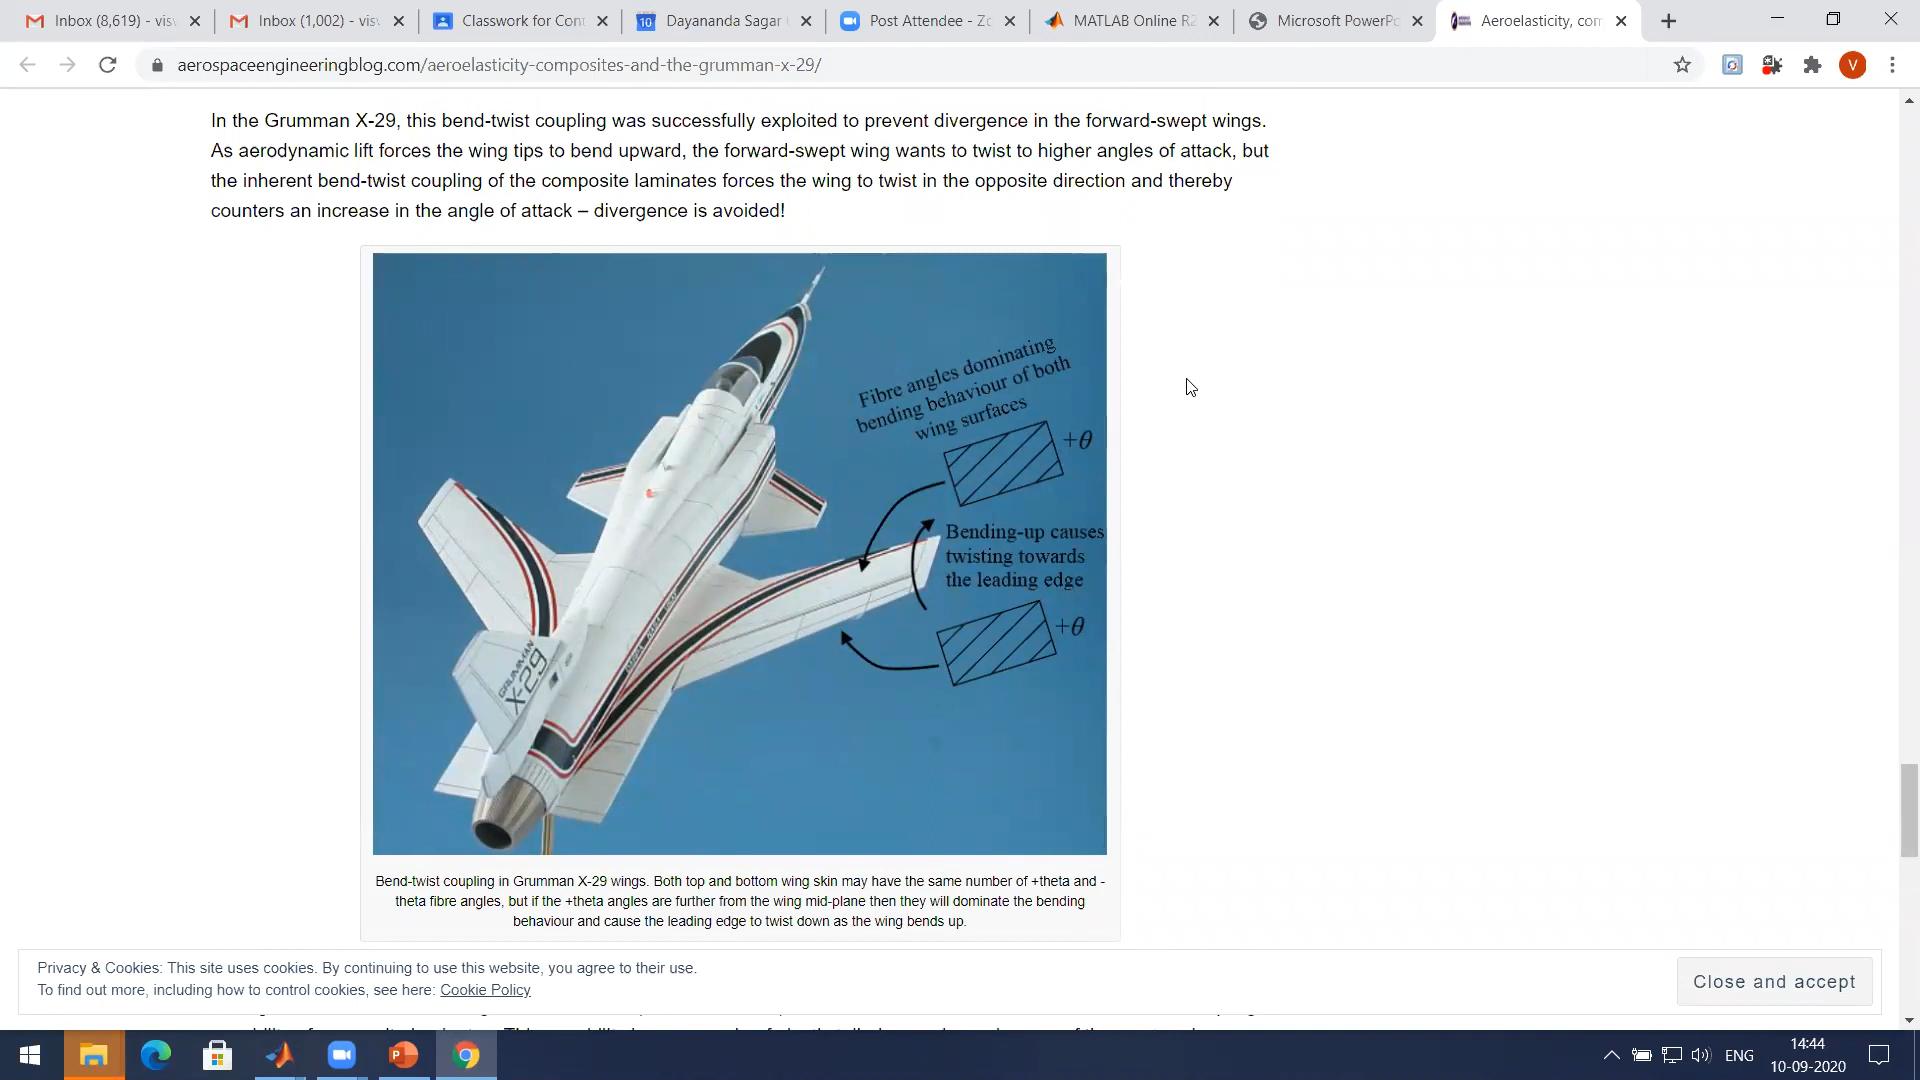 Inbox (8,619) - vis
Inbox (1,002) - vis
Classwork for Cont
Dayananda Sagar
Post Attendee - Zo
MATLAB Online R2
Microsoft PowerPo
Aeroelasticity, com
aerospaceengineeringblog.com/aeroelasticity-composites-and-the-grumman-x-29/
V
In the Grumman X-29, this bend-twist coupling was successfully exploited to prevent divergence in the forward-swept wings.
As aerodynamic lift forces the wing tips to bend upward, the forward-swept wing wants to twist to higher angles of attack, but
the inherent bend-twist coupling of the composite laminates forces the wing to twist in the opposite direction and thereby
counters an increase in the angle of attack – divergence is avoided!
Fibre angles dominating
bending behaviour of both
wing surfaces
+θ
Bending-up causes
twisting towards
the leading edge
+θ
GRUMMAN
X-29
Bend-twist coupling in Grumman X-29 wings. Both top and bottom wing skin may have the same number of +theta and -
theta fibre angles, but if the +theta angles are further from the wing mid-plane then they will dominate the bending
behaviour and cause the leading edge to twist down as the wing bends up.
Privacy & Cookies: This site uses cookies. By continuing to use this website, you agree to their use.
To find out more, including how to control cookies, see here: Cookie Policy
Close and accept
ENG
14:44
10-09-2020